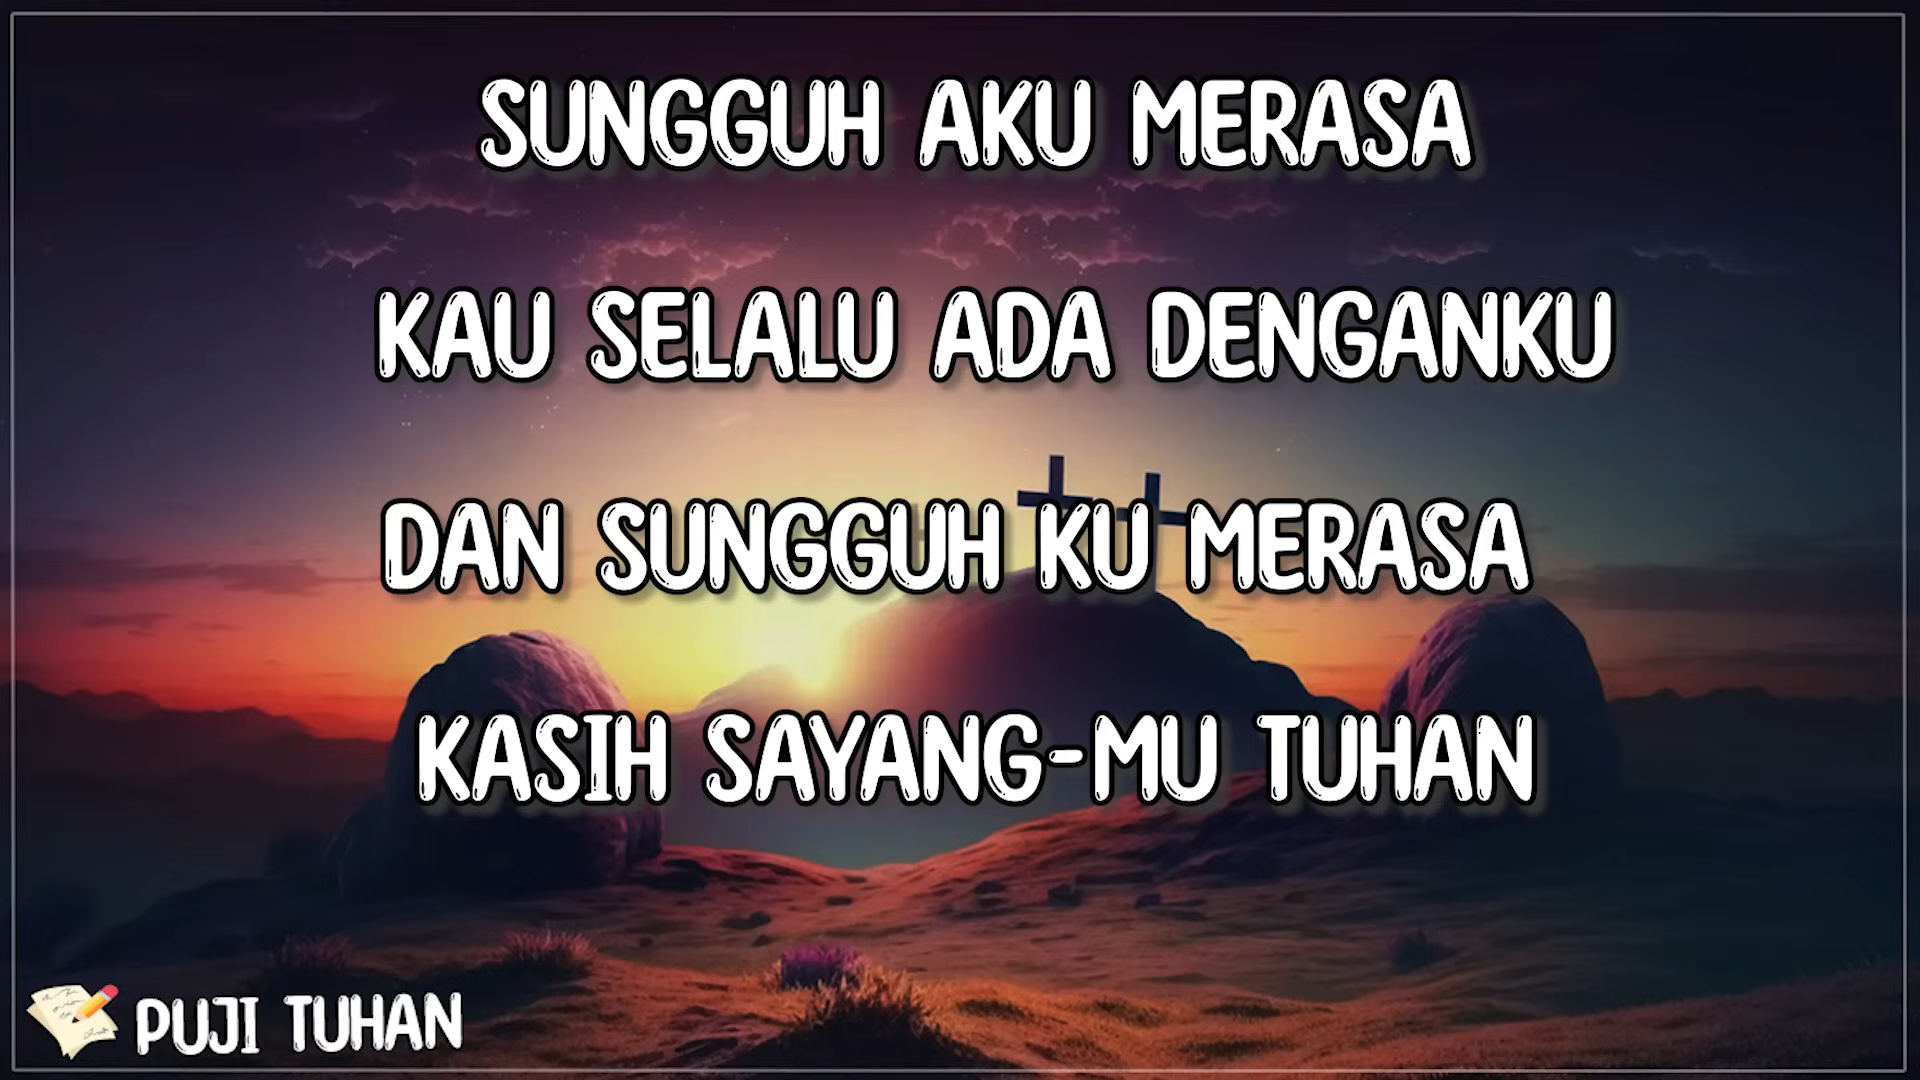 SUNGGUH AKU MERASA
KAU SELALU ADA DENGANKU
DAN SUNGGUH KU MERASA
KASIH SAYANG-MU TUHAN
PUJI TUHAN